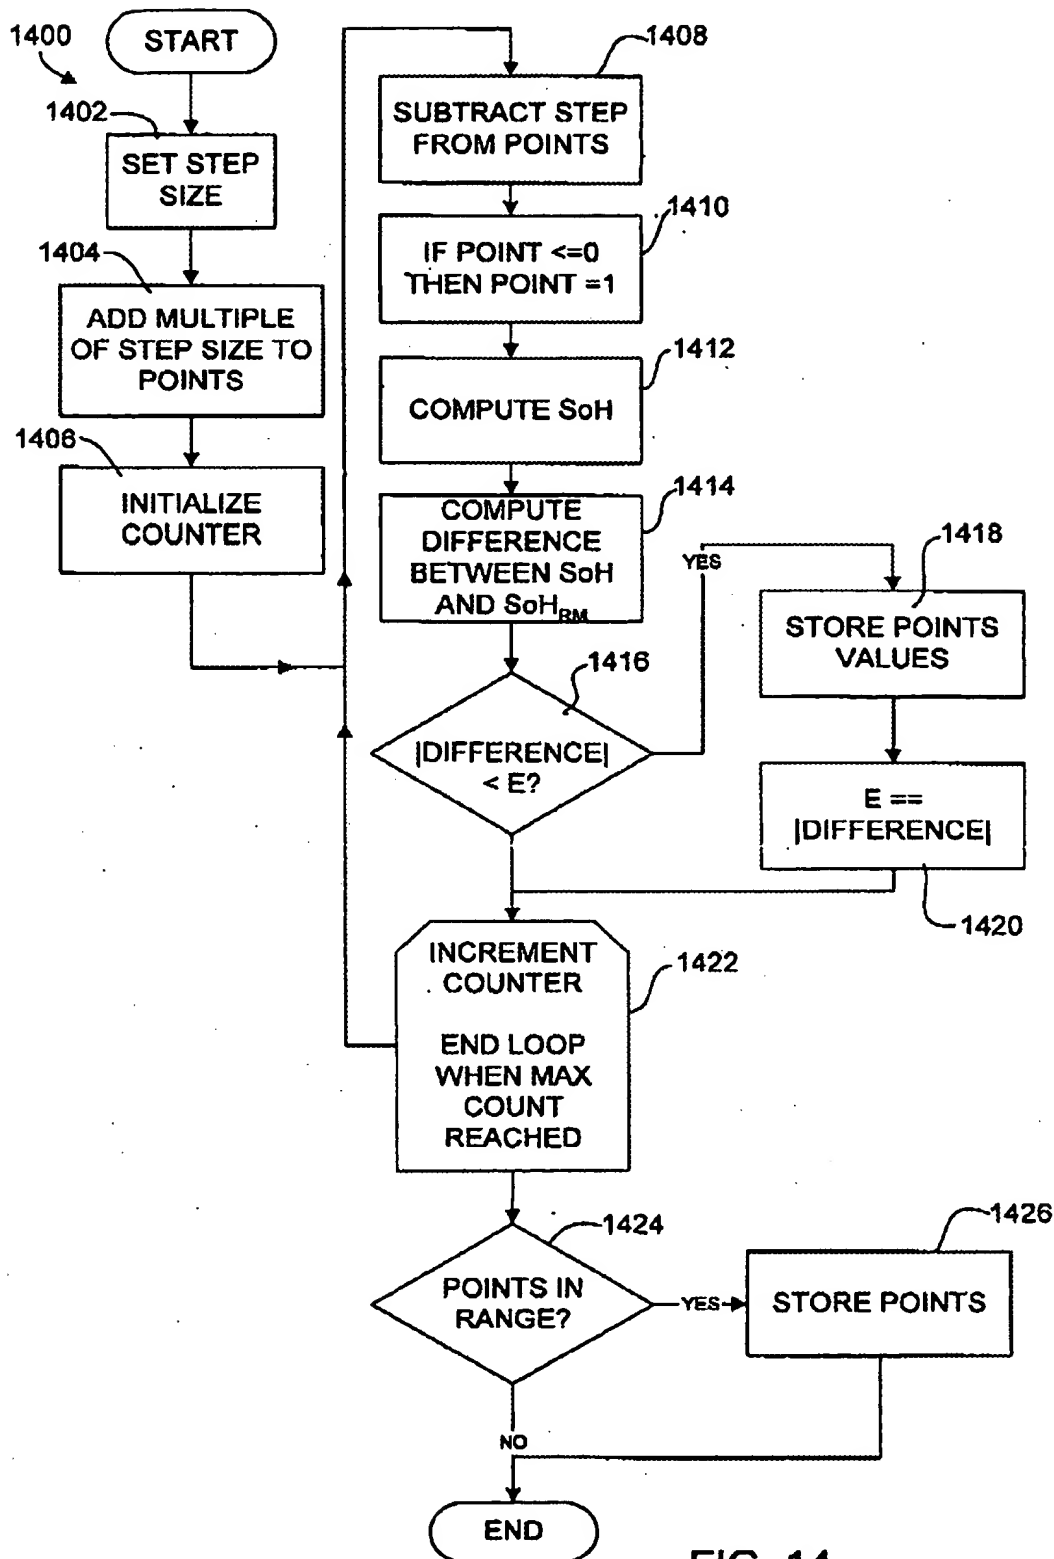 1400
START
1402
SET STEP
SIZE
1404
ADD MULTIPLE
OF STEP SIZE TO
POINTS
1406
INITIALIZE
COUNTER
1408
SUBTRACT STEP
FROM POINTS
1410
IF POINT <=0
THEN POINT =1
1412
COMPUTE SoH
1414
COMPUTE
DIFFERENCE
BETWEEN SoH
AND SoH_RM
1416
|DIFFERENCE|
< E?
YES
1418
STORE POINTS
VALUES
E ==
|DIFFERENCE|
1420
1422
INCREMENT
COUNTER
END LOOP
WHEN MAX
COUNT
REACHED
1424
POINTS IN
RANGE?
YES
1426
STORE POINTS
NO
END
FIG. 14